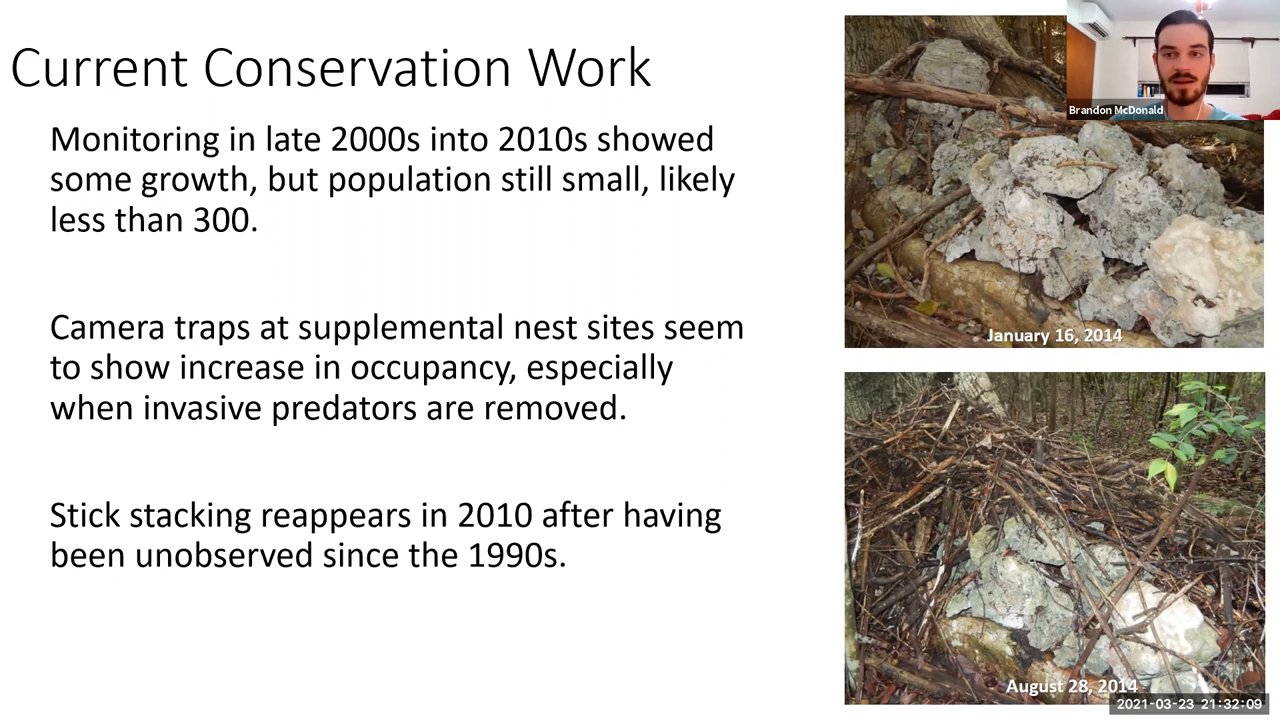 Current Conservation Work
Brandon McDonald
Monitoring in late 2000s into 2010s showed
some growth, but population still small, likely
less than 300.
January 16, 2014
Camera traps at supplemental nest sites seem
to show increase in occupancy, especially
when invasive predators are removed.
Stick stacking reappears in 2010 after having
been unobserved since the 1990s.
August 28, 2014
2021-03-23 21:32:09